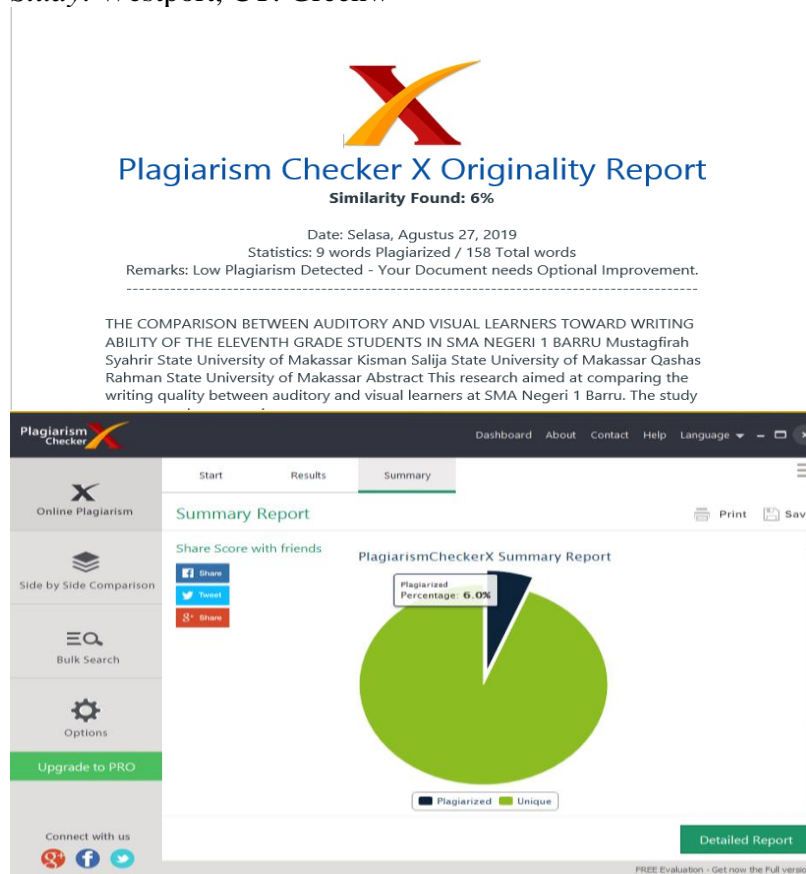 Study. Westport, CT: Greenw
Plagiarism Checker X Originality Report
Similarity Found: 6%
Date: Selasa, Agustus 27, 2019
Statistics: 9 words Plagiarized / 158 Total words
Remarks: Low Plagiarism Detected - Your Document needs Optional Improvement.
THE COMPARISON BETWEEN AUDITORY AND VISUAL LEARNERS TOWARD WRITING
ABILITY OF THE ELEVENTH GRADE STUDENTS IN SMA NEGERI 1 BARRU Mustagfirah
Syahrir State University of Makassar Kisman Salija State University of Makassar Qashas
Rahman State University of Makassar Abstract This research aimed at comparing the
writing quality between auditory and visual learners at SMA Negeri 1 Barru. The study
Plagiarism
Checker
Dashboard About Contact Help Language
Start Results Summary
Online Plagiarism
Summary Report
Print Sav
Share Score with friends
PlagiarismCheckerX Summary Report
Share
Tweet
Share
Plagiarized
Percentage: 6.0%
Side by Side Comparison
Bulk Search
Options
Upgrade to PRO
Plagiarized Unique
Connect with us
Detailed Report
FREE Evaluation - Get now the Full versio